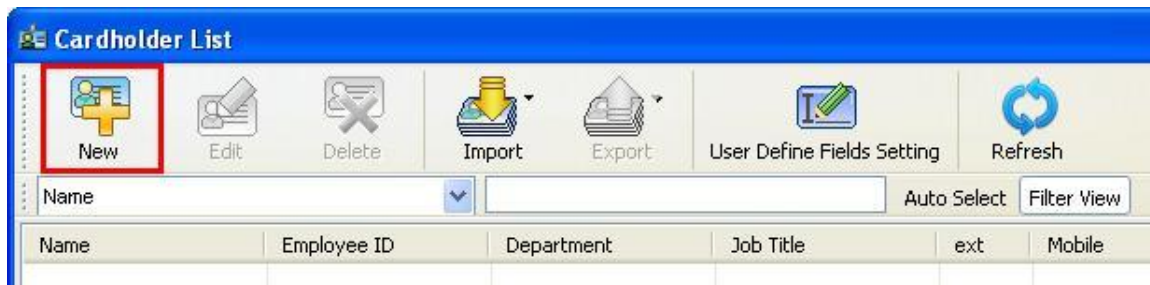 Cardholder List
New Edit Delete Import Export User Define Fields Setting Refresh
Name Auto Select Filter View
Name Employee ID Department Job Title ext Mobile